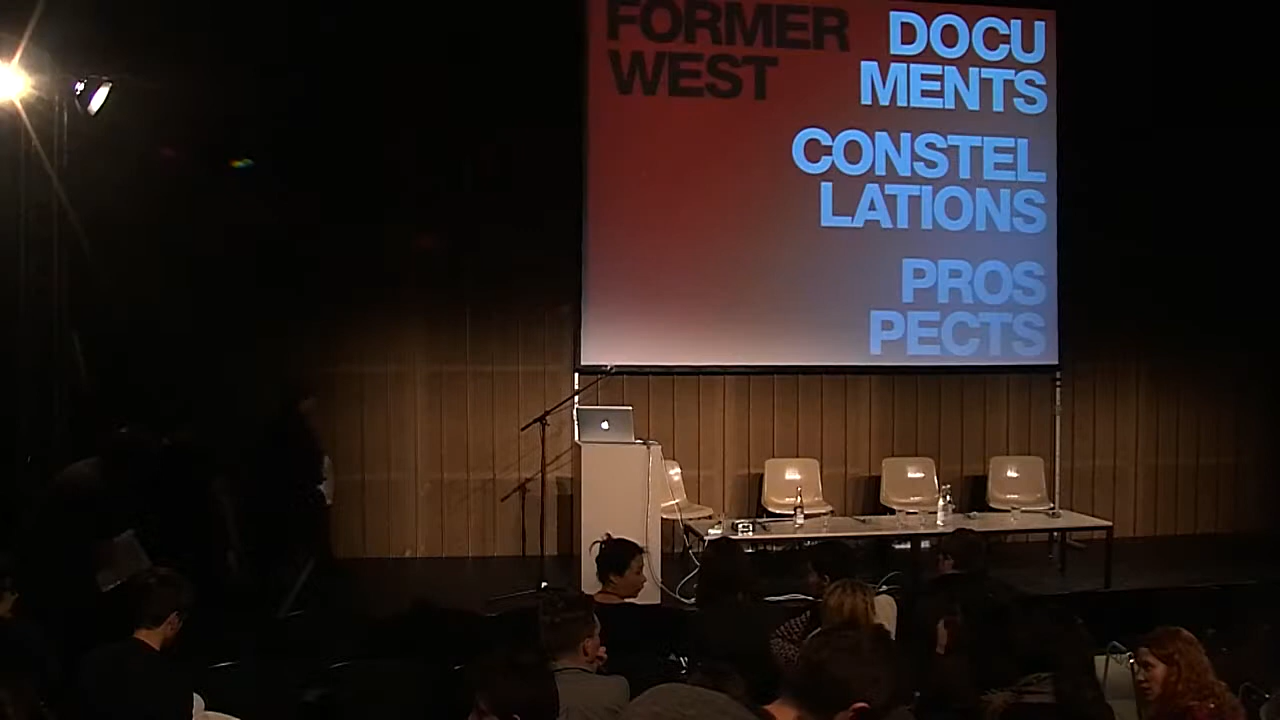 FORMER
WEST
DOCU
MENTS
CONSTEL
LATIONS
PROS
PECTS